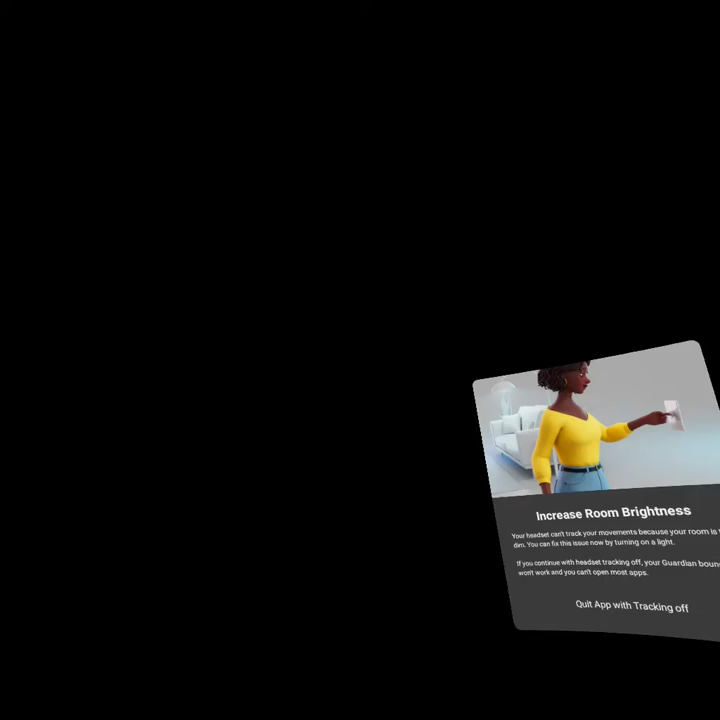 Increase Room Brightness
Your headset can't track your movements because your room is
dim. You can fix this issue now by turning on a light.
If you continue with headset tracking off, your Guardian
won't work and you can't open most apps.
Quit App with Tracking off